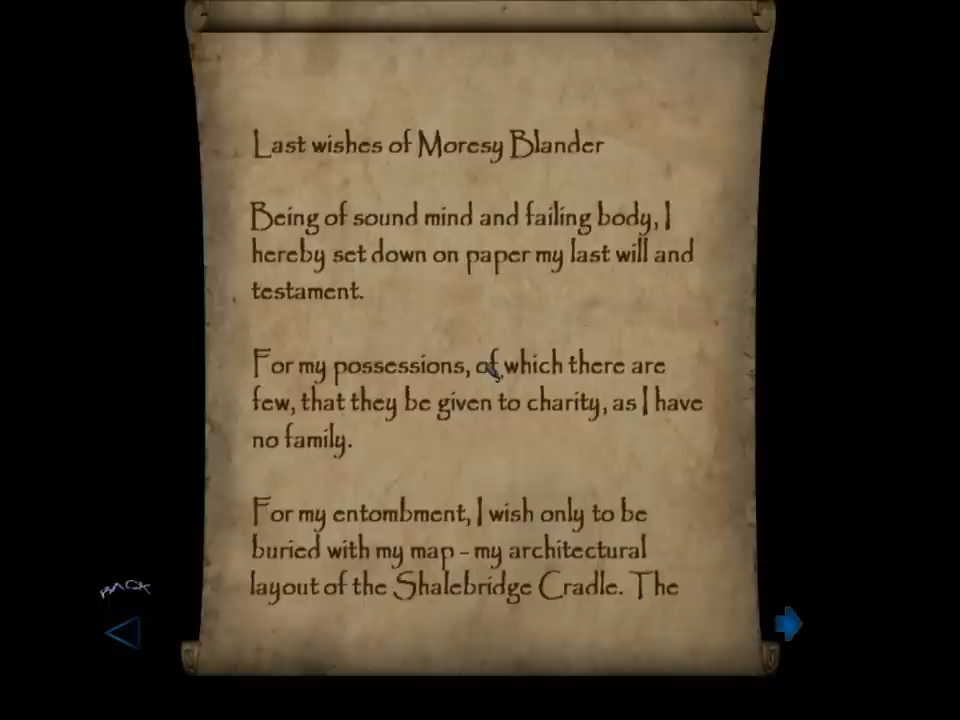 Last wishes of Moresy Blander
Being of sound mind and failing body, I
hereby set down on paper my last will and
testament.
For my possessions, of which there are
few, that they be given to charity, as I have
no family.
For my entombment, I wish only to be
buried with my map - my architectural
layout of the Shalebridge Cradle. The
BACK